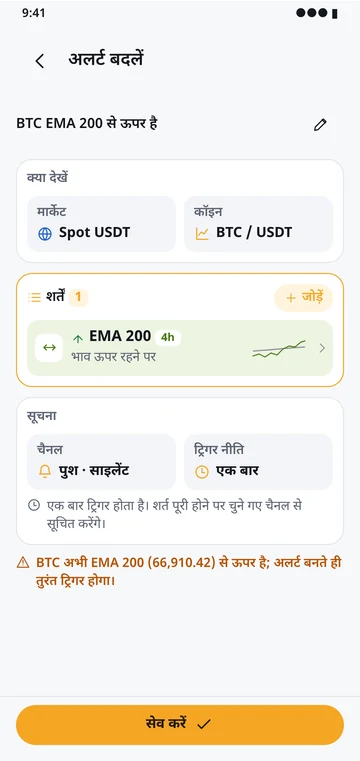 9:41
अलर्ट बदलें
BTC EMA 200 से ऊपर है
क्या देखें
मार्केट
Spot USDT
कॉइन
BTC / USDT
शर्तें 1
+ जोड़ें
EMA 200 4h
भाव ऊपर रहने पर
सूचना
चैनल
पुश · साइलेंट
ट्रिगर नीति
एक बार
एक बार ट्रिगर होता है। शर्त पूरी होने पर चुने गए चैनल से
सूचित करेंगे।
BTC अभी EMA 200 (66,910.42) से ऊपर है; अलर्ट बनते ही
तुरंत ट्रिगर होगा।
सेव करें